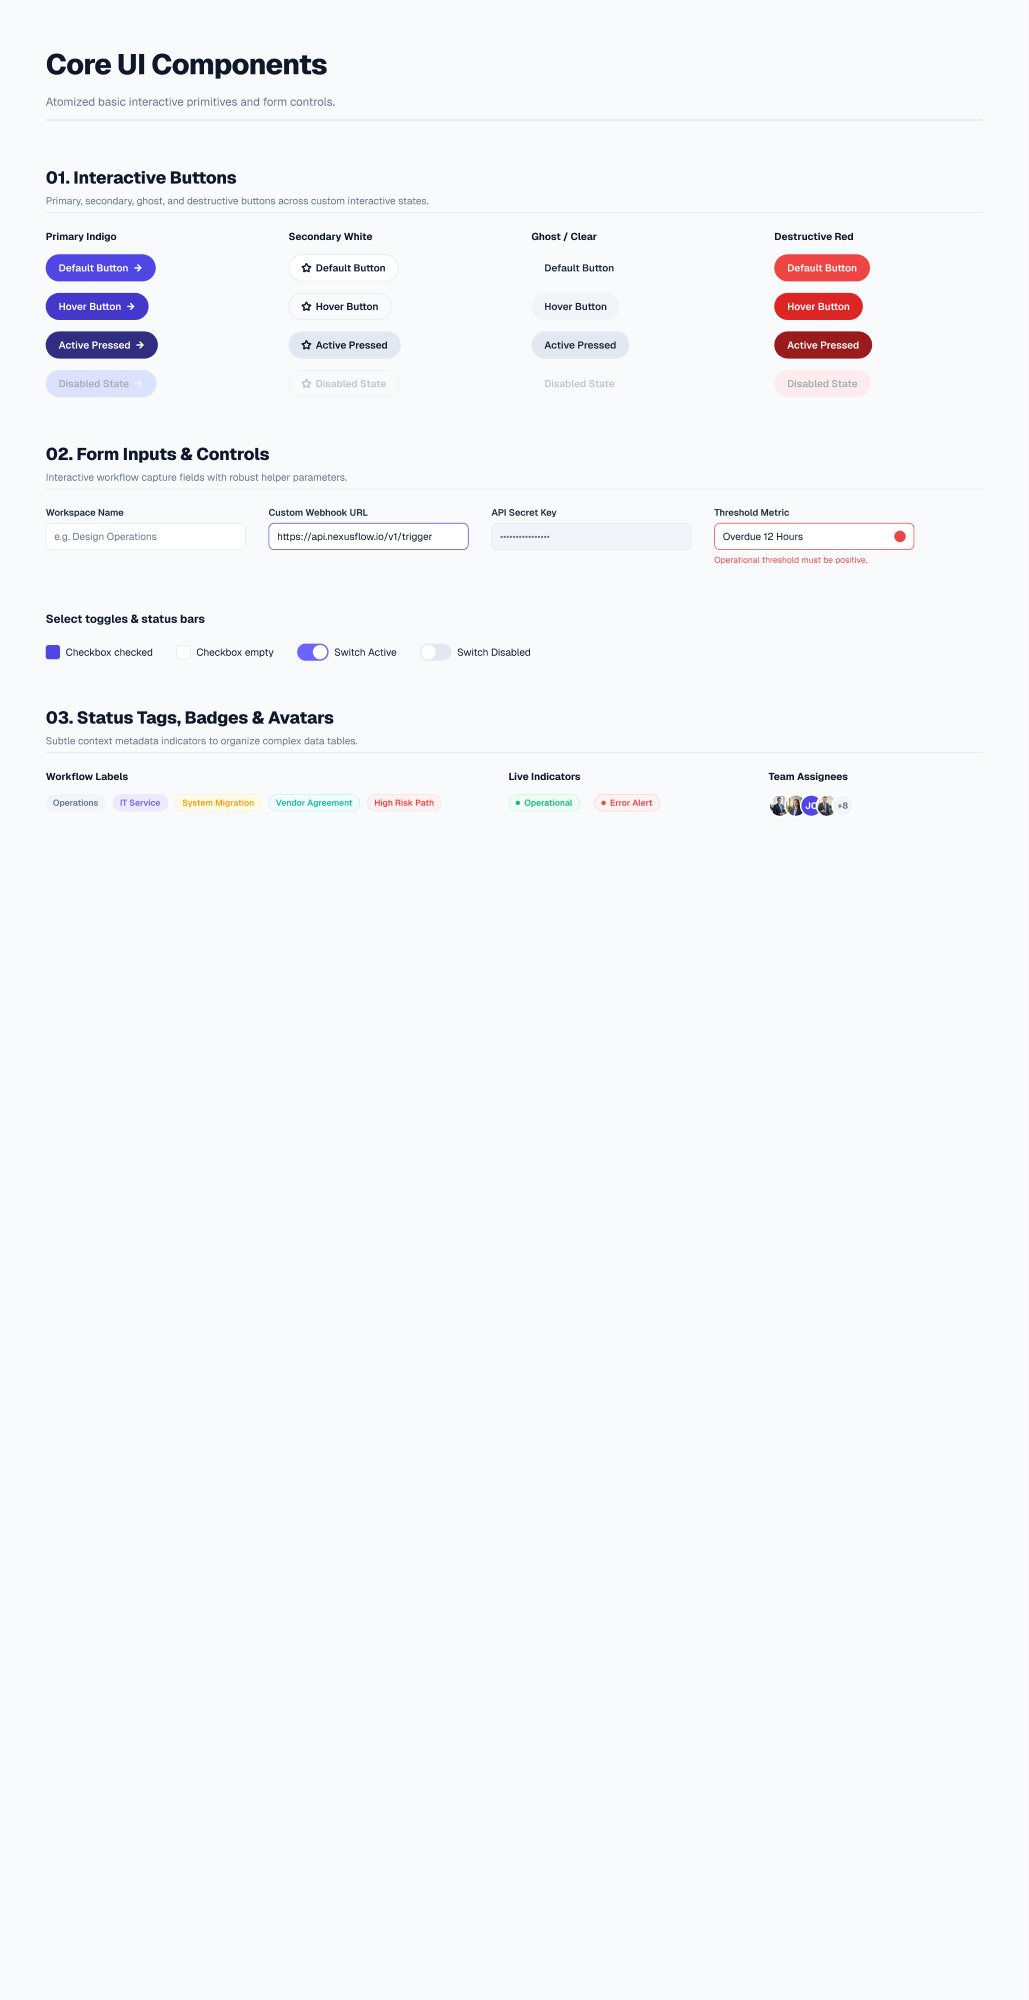 Core UI Components
Atomized basic interactive primitives and form controls.
01. Interactive Buttons
Primary, secondary, ghost, and destructive buttons across custom interactive states.
Primary Indigo
Default Button →
Hover Button →
Active Pressed →
Disabled State →
Secondary White
Default Button
Hover Button
Active Pressed
Disabled State
Ghost / Clear
Default Button
Hover Button
Active Pressed
Disabled State
Destructive Red
Default Button
Hover Button
Active Pressed
Disabled State
02. Form Inputs & Controls
Interactive workflow capture fields with robust helper parameters.
Workspace Name
e.g. Design Operations
Custom Webhook URL
https://api.nexusflow.io/v1/trigger
API Secret Key
••••••••••••••••
Threshold Metric
Overdue 12 Hours
Operational threshold must be positive.
Select toggles & status bars
Checkbox checked
Checkbox empty
Switch Active
Switch Disabled
03. Status Tags, Badges & Avatars
Subtle context metadata indicators to organize complex data tables.
Workflow Labels
Operations
IT Service
System Migration
Vendor Agreement
High Risk Path
Live Indicators
Operational
Error Alert
Team Assignees
+8